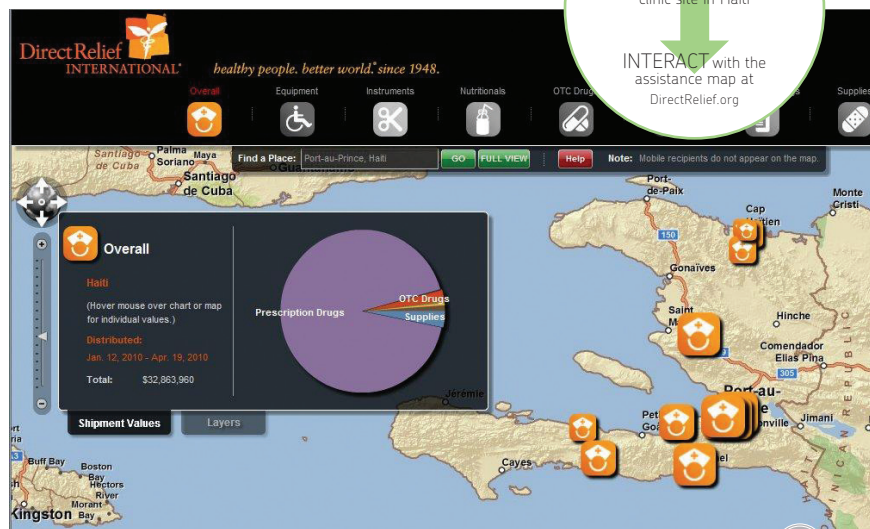 clinic site in Haiti
INTERACT with the
assistance map at
DirectRelief.org
DirectRelief
INTERNATIONAL
healthy people. better world. since 1948.
Overall
Equipment
Instruments
Nutritionals
OTC Drug
Supplies
Find a Place:
Port-au-Prince, Haiti
GO
FULL VIEW
Help
Note: Mobile recipients do not appear on the map.
Santiago
de Cuba
Palma
Soriano
Maya
Santiago
de Cuba
Port-
de-Paix
Monte
Cristi
Cap
150
Gonaïves
Saint
Hinche
Comendador
Elias Piña
305
Port-au-
Jimani
Jérémie
Cayes
Overall
Haiti
(Hover mouse over chart or map
for individual values.)
Distributed:
Jan. 12, 2010 - Apr. 19, 2010
Total: $32,863,960
Prescription Drugs
OTC Drugs
Supplies
Shipment Values
Layers
Buff Bay
Boston
Bay
Hectors
River
Morant
Bay
Kingston